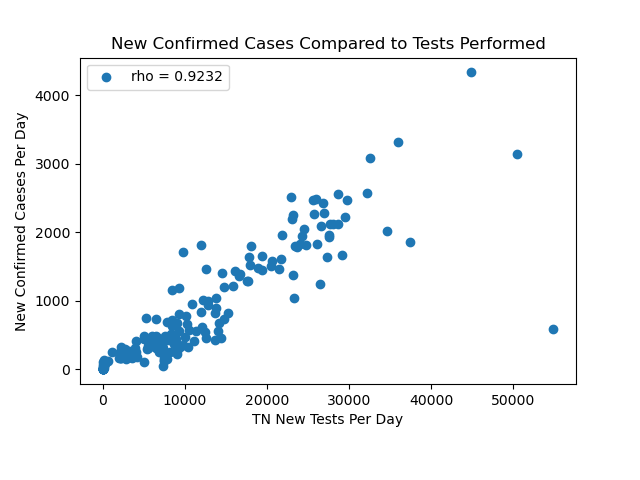 New Confirmed Cases Compared to Tests Performed
rho = 0.9232
New Confirmed Caeses Per Day
4000
3000
2000
1000
0
0 10000 20000 30000 40000 50000
TN New Tests Per Day